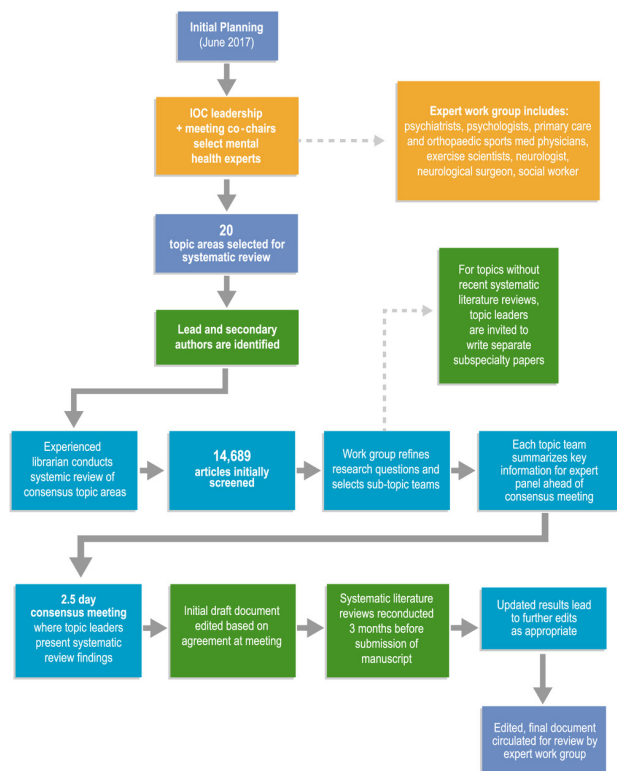 Initial Planning
(June 2017)
IOC leadership
+ meeting co-chairs
select mental
health experts
Expert work group includes:
psychiatrists, psychologists, primary care
and orthopaedic sports med physicians,
exercise scientists, neurologist,
neurological surgeon, social worker
20
topic areas selected for
systematic review
For topics without
recent systematic
literature reviews,
topic leaders
are invited to
write separate
subspecialty papers
Lead and secondary
authors are identified
Experienced
librarian conducts
systemic review of
consensus topic areas
14,689
articles initially
screened
Work group refines
research questions and
selects sub-topic teams
Each topic team
summarizes key
information for expert
panel ahead of
consensus meeting
2.5 day
consensus meeting
where topic leaders
present systematic
review findings
Initial draft document
edited based on
agreement at meeting
Systematic literature
reviews reconducted
3 months before
submission of
manuscript
Updated results lead
to further edits
as appropriate
Edited, final document
circulated for review by
expert work group